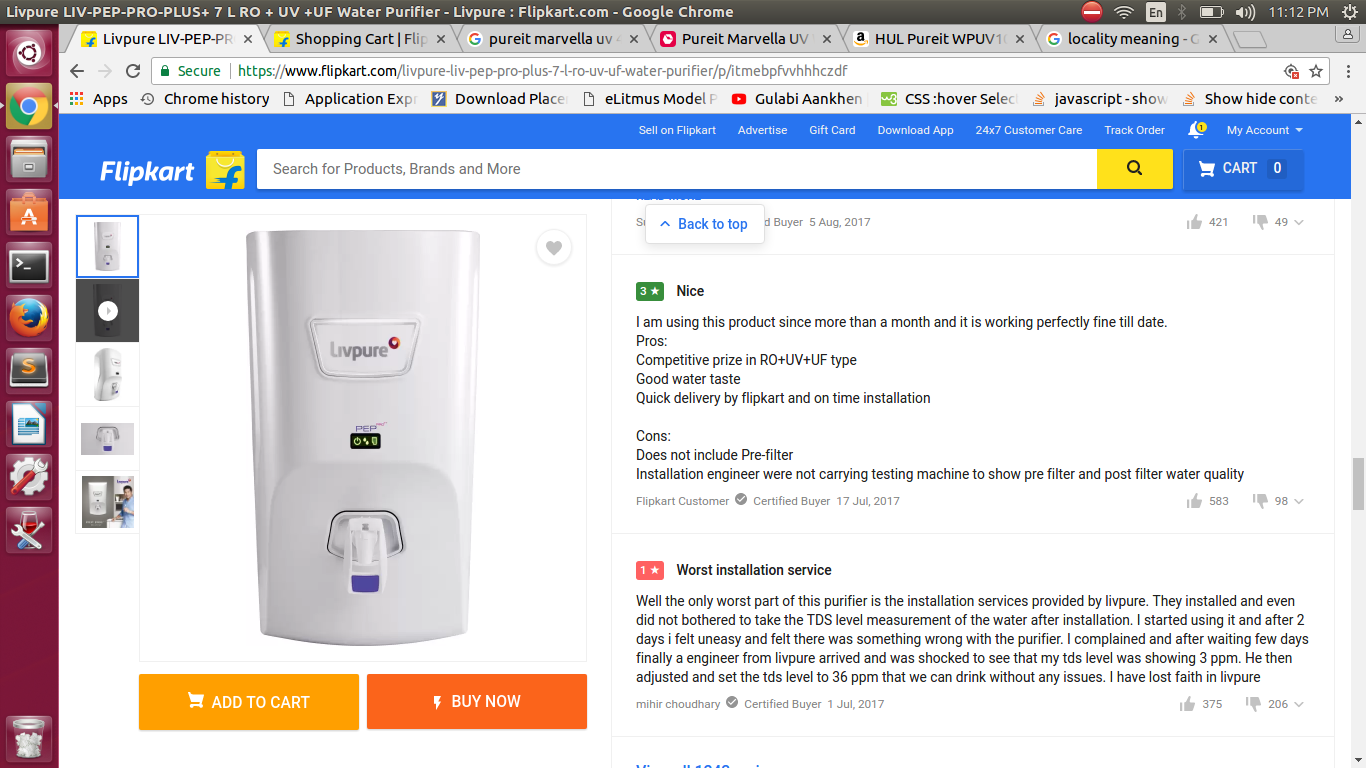 Livpure LIV-PEP-PRO-PLUS+ 7 L RO + UV +UF Water Purifier - Livpure : Flipkart.com - Google Chrome
En
11:12 PM
Livpure LIV-PEP-PR
Shopping Cart | Flip
pureit marvella uv 4
Pureit Marvella UV
HUL Pureit WPUV10
locality meaning - G
Secure
https://www.flipkart.com/livpure-liv-pep-pro-plus-7-l-ro-uv-uf-water-purifier/p/itmebpfvvhhhczdf
Apps
Chrome history
Application Expr
Download Place
eLitmus Model P
Gulabi Aankhen
CSS :hover Selec
javascript - show
Show hide conte
»
Sell on Flipkart
Advertise
Gift Card
Download App
24x7 Customer Care
Track Order
1
My Account
Flipkart
Search for Products, Brands and More
CART 0
Back to top
d Buyer 5 Aug, 2017
421
49
3 ★ Nice
I am using this product since more than a month and it is working perfectly fine till date.
Pros:
Competitive prize in RO+UV+UF type
Good water taste
Quick delivery by flipkart and on time installation
Cons:
Does not include Pre-filter
Installation engineer were not carrying testing machine to show pre filter and post filter water quality
Flipkart Customer Certified Buyer 17 Jul, 2017
583
98
1 ★ Worst installation service
Well the only worst part of this purifier is the installation services provided by livpure. They installed and even
did not bothered to take the TDS level measurement of the water after installation. I started using it and after 2
days i felt uneasy and felt there was something wrong with the purifier. I complained and after waiting few days
finally a engineer from livpure arrived and was shocked to see that my tds level was showing 3 ppm. He then
adjusted and set the tds level to 36 ppm that we can drink without any issues. I have lost faith in livpure
mihir choudhary Certified Buyer 1 Jul, 2017
375
206
Livpure
PEP
ADD TO CART
BUY NOW